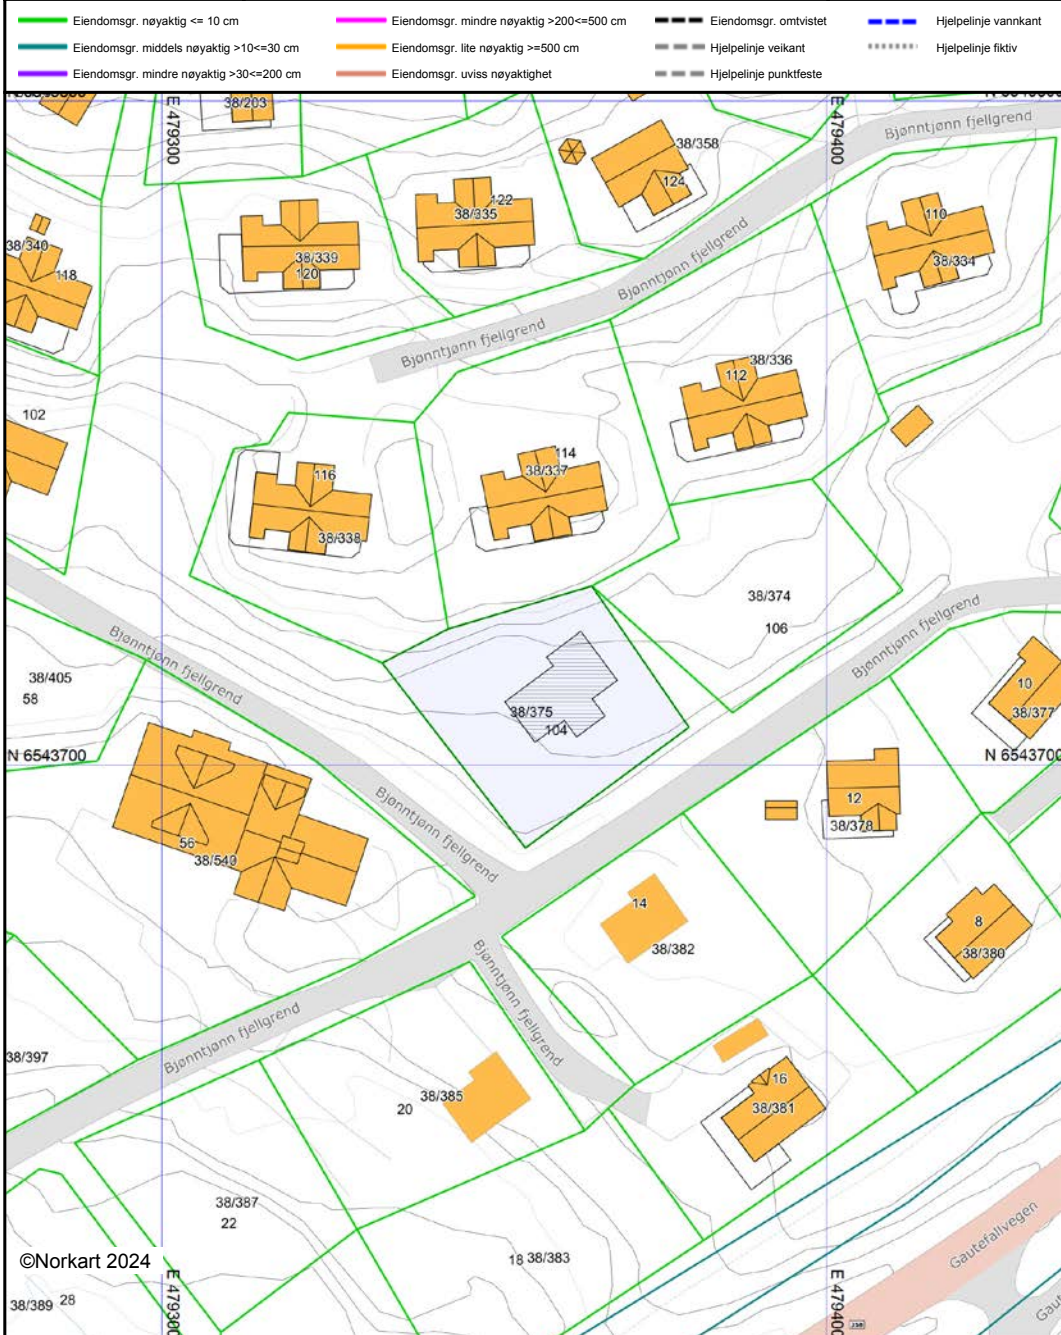 Eiendomsgr. nøyaktig <= 10 cm
Eiendomsgr. mindre nøyaktig >200<=500 cm
Eiendomsgr. omtvistet
Hjelpelinje vannkant
Eiendomsgr. middels nøyaktig >10<=30 cm
Eiendomsgr. lite nøyaktig >=500 cm
Hjelpelinje veikant
Hjelpelinje fiktiv
Eiendomsgr. mindre nøyaktig >30<=200 cm
Eiendomsgr. uviss nøyaktighet
Hjelpelinje punktfeste
E 479300
38/203
E 479400
Bjønntjønn fjellgrend
38/358
124
122
38/335
110
38/334
38/340
118
38/339
120
Bjønntjønn fjellgrend
Bjønntjønn fjellgrend
38/336
112
102
114
38/337
116
38/338
38/374
106
Bjønntjønn fjellgrend
Bjønntjønn fjellgrend
38/405
58
38/375
104
10
38/377
N 6543700
N 6543700
Bjønntjønn fjellgrend
12
38/378
56
38/540
14
38/382
8
38/380
Bjønntjønn fjellgrend
Bjønntjønn fjellgrend
38/397
38/385
20
16
38/381
38/387
22
18 38/383
Gautefallvegen
©Norkart 2024
38/389 28
E 479300
E 479400